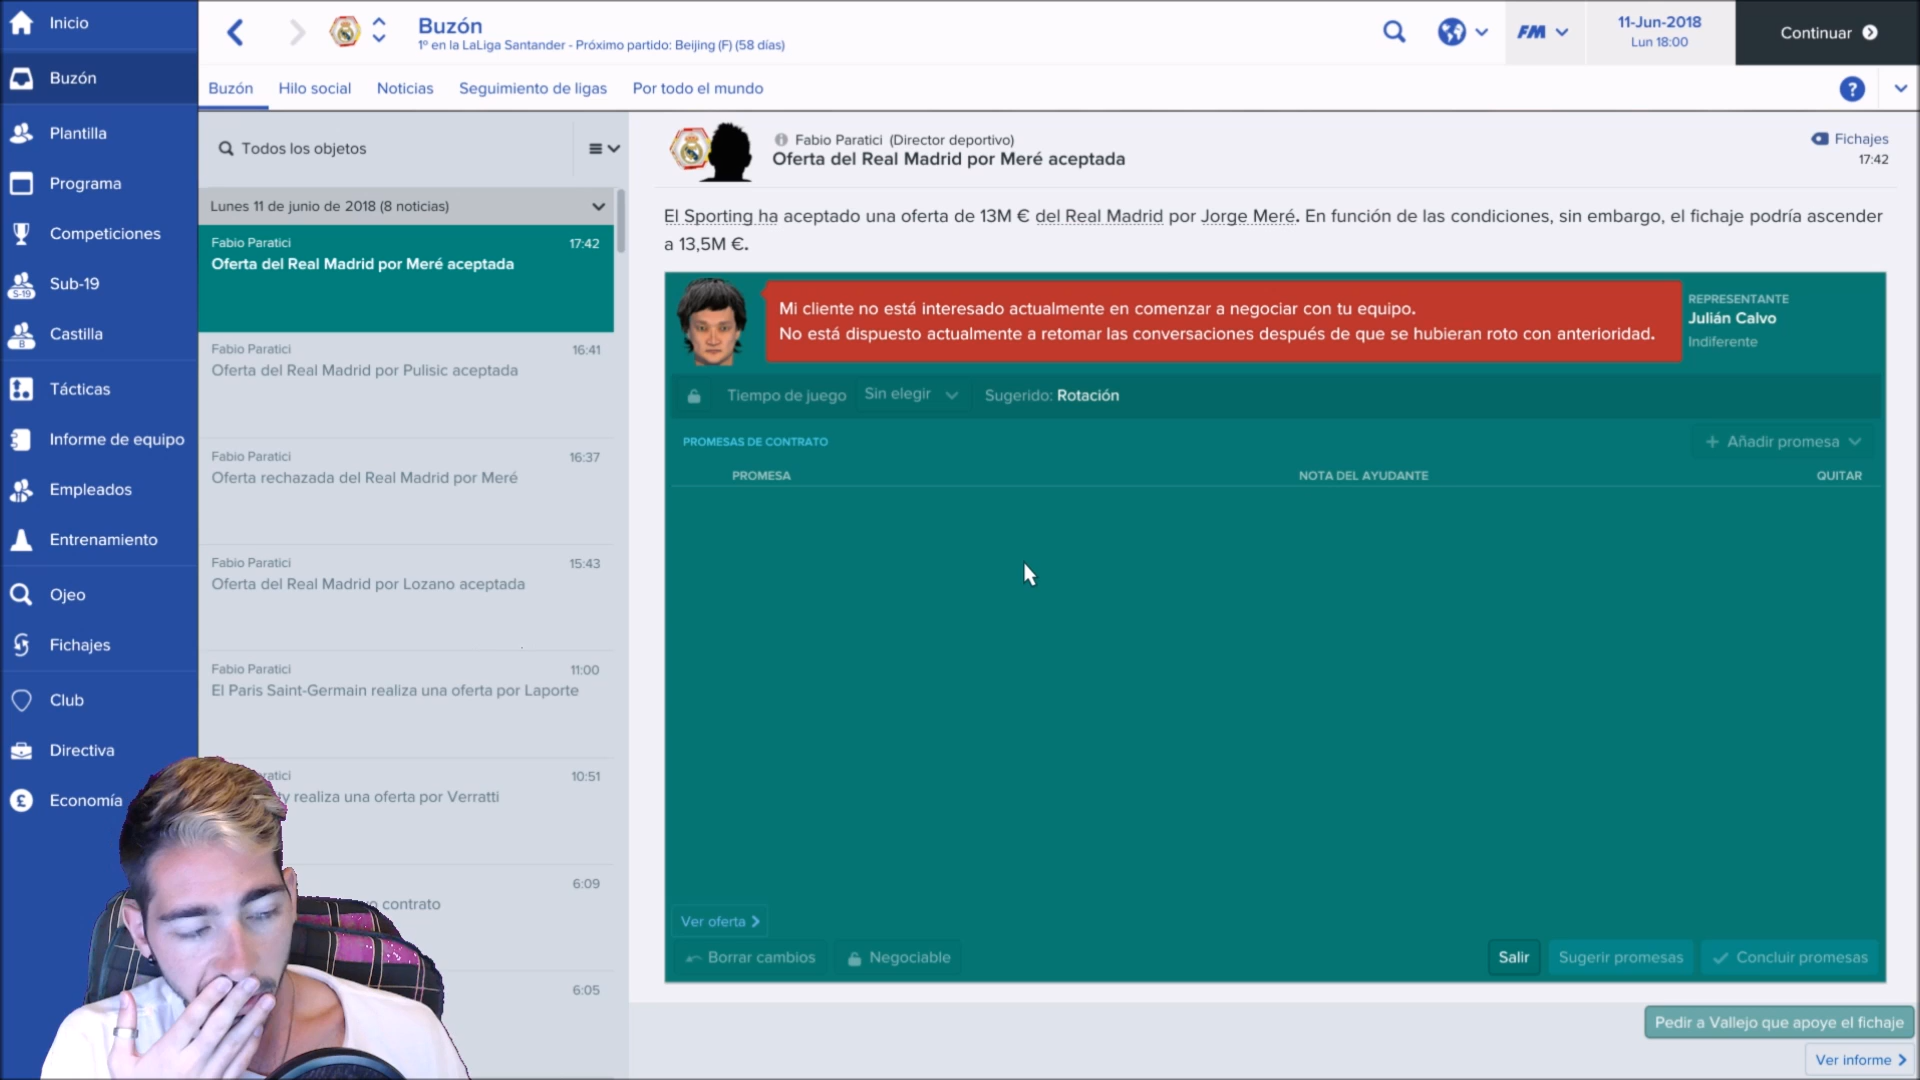 Inicio
Buzón
Plantilla
Programa
Competiciones
S-19
Sub-19
B
Castilla
Tácticas
Informe de equipo
Empleados
Entrenamiento
Ojeo
Fichajes
Club
Directiva
Economía
Buzón
1º en la LaLiga Santander - Próximo partido: Beijing (F) (58 días)
FM
11-Jun-2018
Lun 18:00
Continuar
Buzón
Hilo social
Noticias
Seguimiento de ligas
Por todo el mundo
?
Todos los objetos
Lunes 11 de junio de 2018 (8 noticias)
Fabio Paratici 17:42
Oferta del Real Madrid por Meré aceptada
Fabio Paratici 16:41
Oferta del Real Madrid por Pulisic aceptada
Fabio Paratici 16:37
Oferta rechazada del Real Madrid por Meré
Fabio Paratici 15:43
Oferta del Real Madrid por Lozano aceptada
Fabio Paratici 11:00
El Paris Saint-Germain realiza una oferta por Laporte
10:51
realiza una oferta por Verratti
6:09
contrato
6:05
Fabio Paratici (Director deportivo)
Oferta del Real Madrid por Meré aceptada
Fichajes
17:42
El Sporting ha aceptado una oferta de 13M € del Real Madrid por Jorge Meré. En función de las condiciones, sin embargo, el fichaje podría ascender
a 13,5M €.
Mi cliente no está interesado actualmente en comenzar a negociar con tu equipo.
No está dispuesto actualmente a retomar las conversaciones después de que se hubieran roto con anterioridad.
REPRESENTANTE
Julián Calvo
Indiferente
Tiempo de juego Sin elegir Sugerido: Rotación
PROMESAS DE CONTRATO
+ Añadir promesa
PROMESA NOTA DEL AYUDANTE QUITAR
Ver oferta
Borrar cambios
Negociable
Salir
Sugerir promesas
Concluir promesas
Pedir a Vallejo que apoye el fichaje
Ver informe